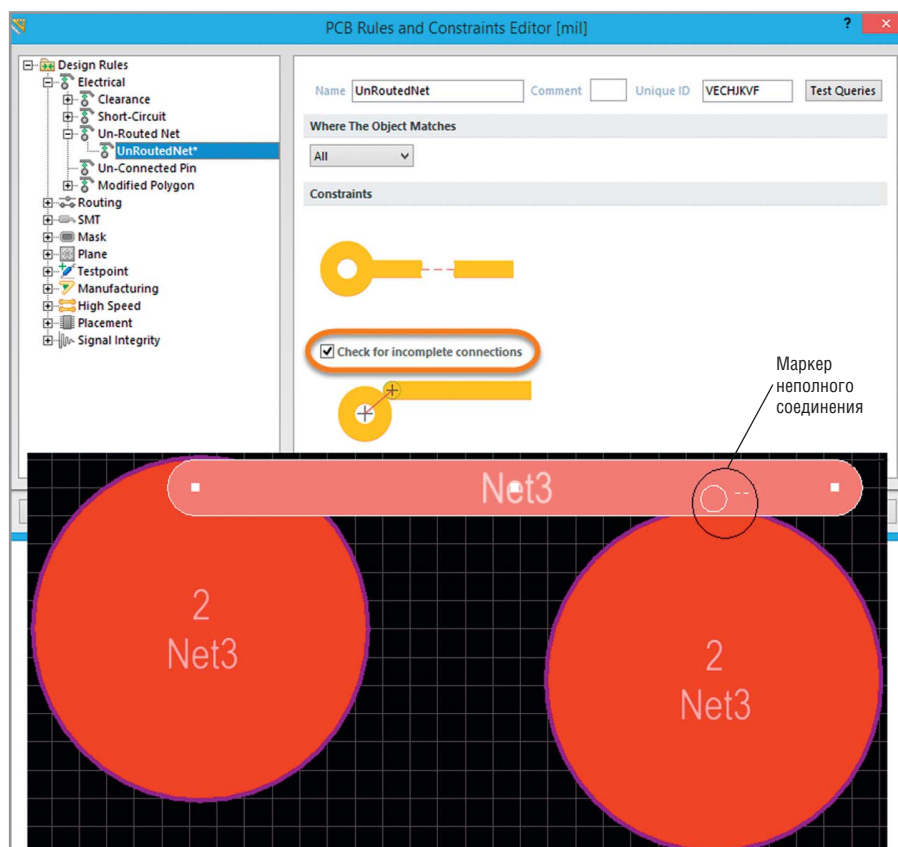 PCB Rules and Constraints Editor [mil]
?
Design Rules
Electrical
Clearance
Short-Circuit
Un-Routed Net
UnRoutedNet*
Un-Connected Pin
Modified Polygon
Routing
SMT
Mask
Plane
Testpoint
Manufacturing
High Speed
Placement
Signal Integrity
Name UnRoutedNet Comment Unique ID VECHJKVF Test Queries
Where The Object Matches
All
Constraints
Check for incomplete connections
Маркер
неполного
соединения
Net3
2
Net3
2
Net3